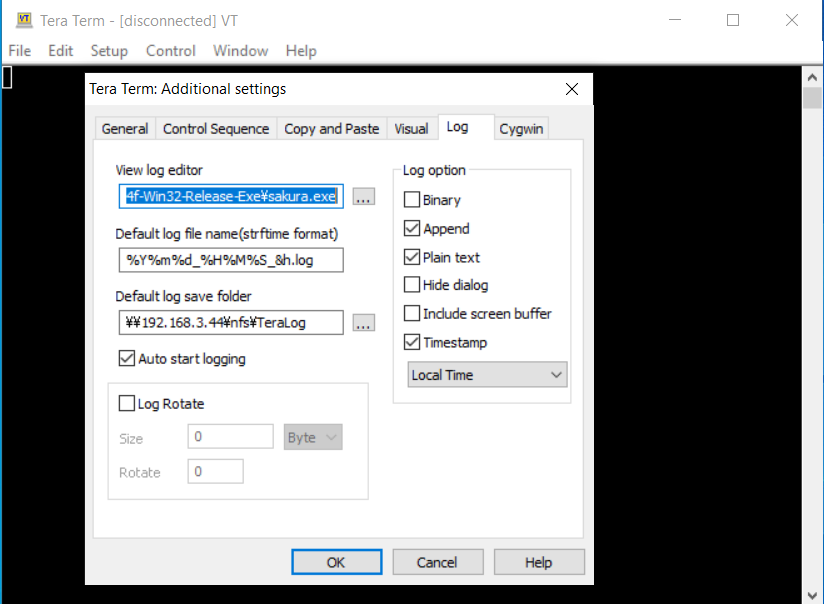 Tera Term - [disconnected] VT
File Edit Setup Control Window Help
Tera Term: Additional settings
General Control Sequence Copy and Paste Visual Log Cygwin
View log editor
4f-Win32-Release-Exe¥sakura.exe
...
Default log file name(strftime format)
%Y%m%d_%H%M%S_&h.log
Default log save folder
¥¥192.168.3.44¥nfs¥TeraLog
...
Auto start logging
Log Rotate
Size 0 Byte
Rotate 0
Log option
Binary
Append
Plain text
Hide dialog
Include screen buffer
Timestamp
Local Time
OK Cancel Help